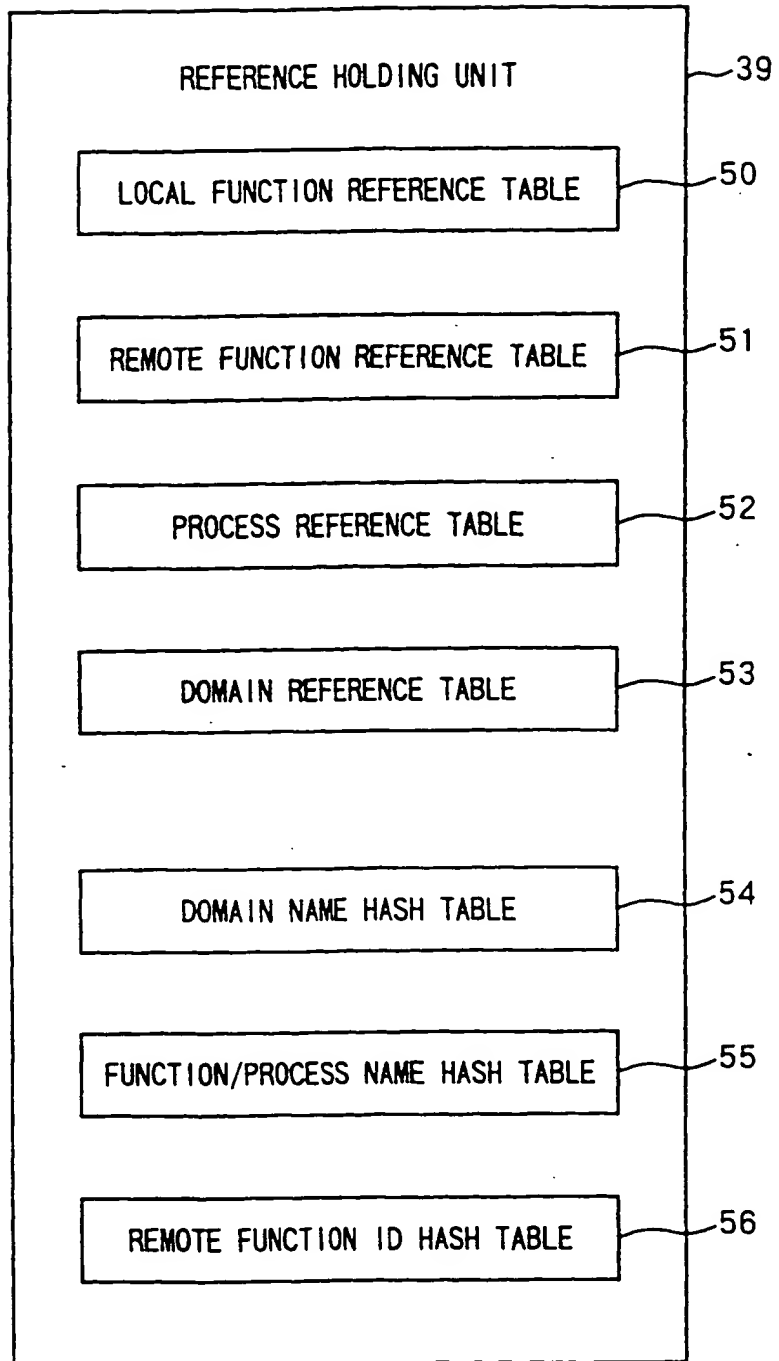 REFERENCE HOLDING UNIT
39
LOCAL FUNCTION REFERENCE TABLE
50
REMOTE FUNCTION REFERENCE TABLE
51
PROCESS REFERENCE TABLE
52
DOMAIN REFERENCE TABLE
53
DOMAIN NAME HASH TABLE
54
FUNCTION/PROCESS NAME HASH TABLE
55
REMOTE FUNCTION ID HASH TABLE
56